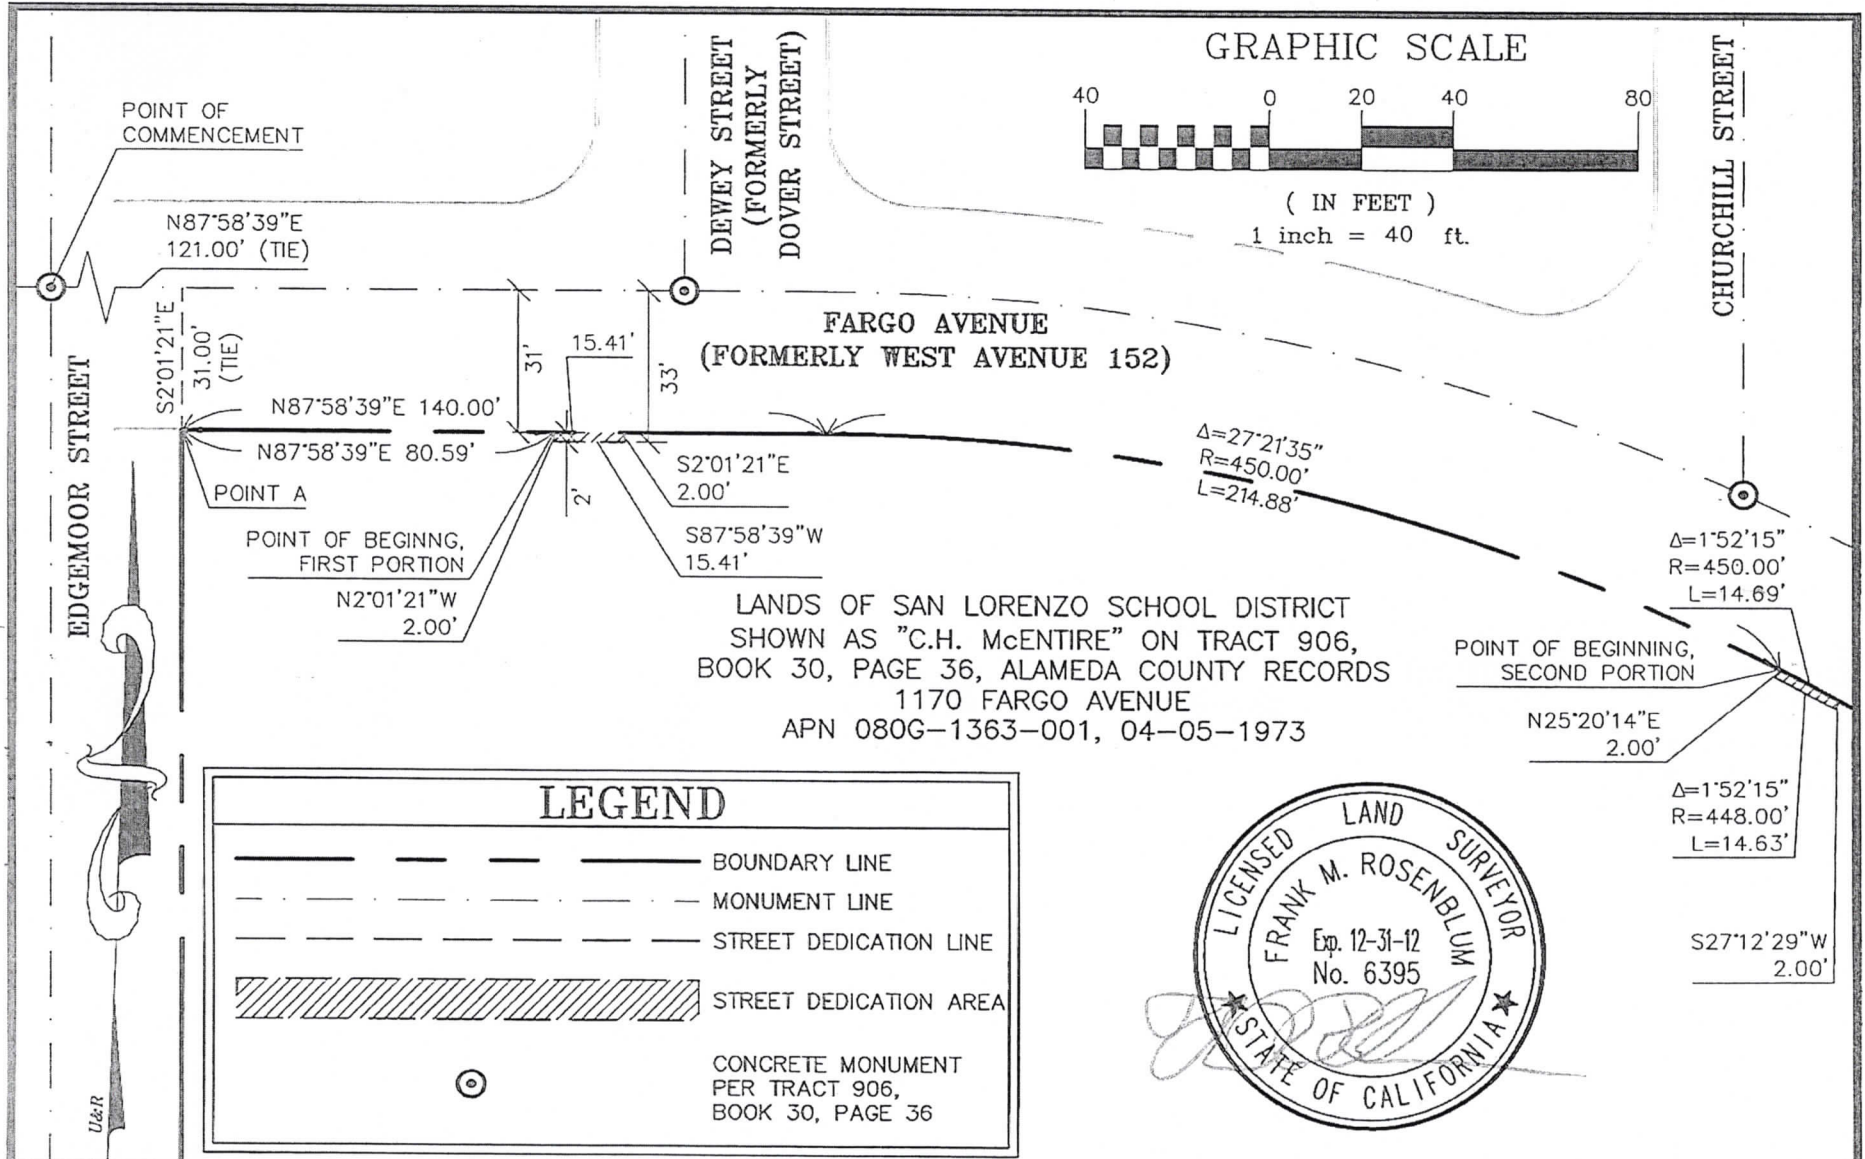 GRAPHIC SCALE
40 0 20 40 80
( IN FEET )
1 inch = 40 ft.
POINT OF
COMMENCEMENT
N87°58'39"E
121.00' (TIE)
DEWEY STREET
(FORMERLY
DOVER STREET)
CHURCHILL STREET
S2°01'21"E
31.00'
(TIE)
EDGEMOOR STREET
FARGO AVENUE
(FORMERLY WEST AVENUE 152)
31'
15.41'
33'
N87°58'39"E 140.00'
N87°58'39"E 80.59'
POINT A
2'
S2°01'21"E
2.00'
S87°58'39"W
15.41'
POINT OF BEGINNG,
FIRST PORTION
N2°01'21"W
2.00'
Δ=27°21'35"
R=450.00'
L=214.88'
Δ=1°52'15"
R=450.00'
L=14.69'
POINT OF BEGINNING,
SECOND PORTION
N25°20'14"E
2.00'
Δ=1°52'15"
R=448.00'
L=14.63'
S27°12'29"W
2.00'
LANDS OF SAN LORENZO SCHOOL DISTRICT
SHOWN AS "C.H. McENTIRE" ON TRACT 906,
BOOK 30, PAGE 36, ALAMEDA COUNTY RECORDS
1170 FARGO AVENUE
APN 080G-1363-001, 04-05-1973
LEGEND
BOUNDARY LINE
MONUMENT LINE
STREET DEDICATION LINE
STREET DEDICATION AREA
CONCRETE MONUMENT
PER TRACT 906,
BOOK 30, PAGE 36
U&R
LICENSED LAND SURVEYOR
FRANK M. ROSENBLUM
Exp. 12-31-12
No. 6395
STATE OF CALIFORNIA